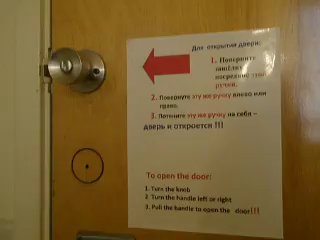 Для открытия двери:
1. Поверните
защёлку
посредине этой
ручки.
2. Поверните эту же ручку влево или
право.
3. Потяните эту же ручку на себя –
дверь и откроется !!!
To open the door:
1. Turn the knob
2 Turn the handle left or right
3. Pull the handle to open the door!!!